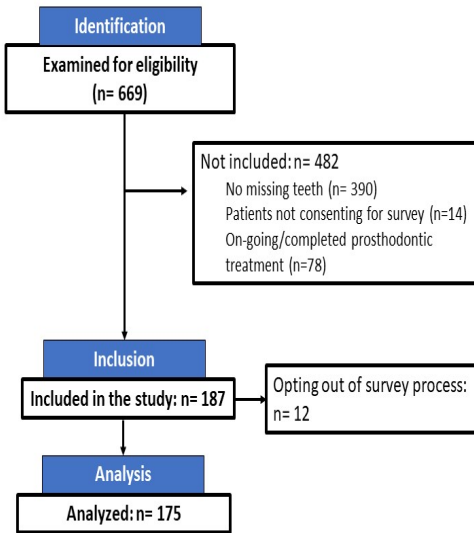 Identification
Examined for eligibility
(n= 669)
Not included: n= 482
No missing teeth (n= 390)
Patients not consenting for survey (n=14)
On-going/completed prosthodontic
treatment (n=78)
Inclusion
Included in the study: n= 187
Opting out of survey process:
n= 12
Analysis
Analyzed: n= 175